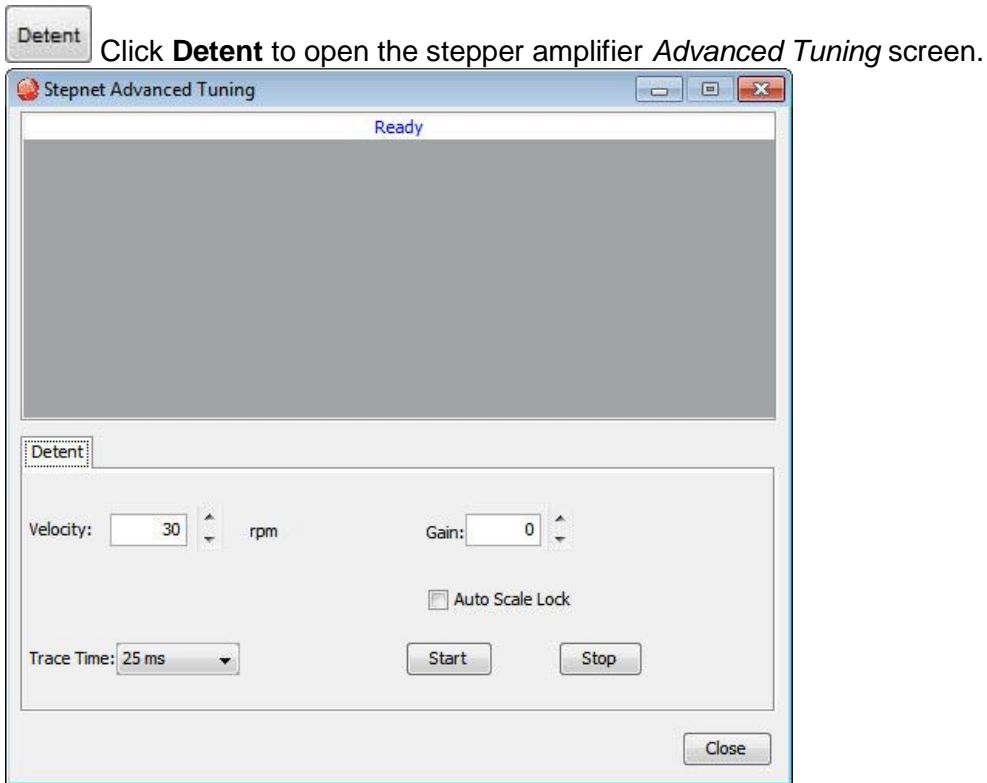 Detent
Click Detent to open the stepper amplifier Advanced Tuning screen.
Stepnet Advanced Tuning
Ready
Detent
Velocity: 30 rpm Gain: 0
Auto Scale Lock
Trace Time: 25 ms Start Stop
Close